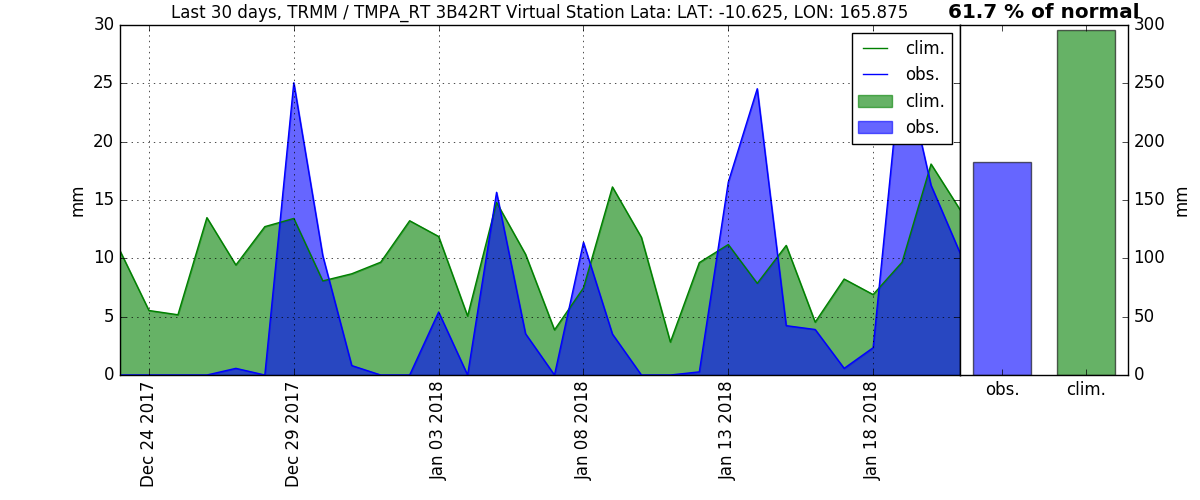 Last 30 days, TRMM / TMPA_RT 3B42RT Virtual Station Lata: LAT: -10.625, LON: 165.875
61.7 % of normal
30
25
20
15
10
5
0
mm
clim.
obs.
clim.
obs.
300
250
200
150
100
50
0
mm
Dec 24 2017
Dec 29 2017
Jan 03 2018
Jan 08 2018
Jan 13 2018
Jan 18 2018
obs.
clim.